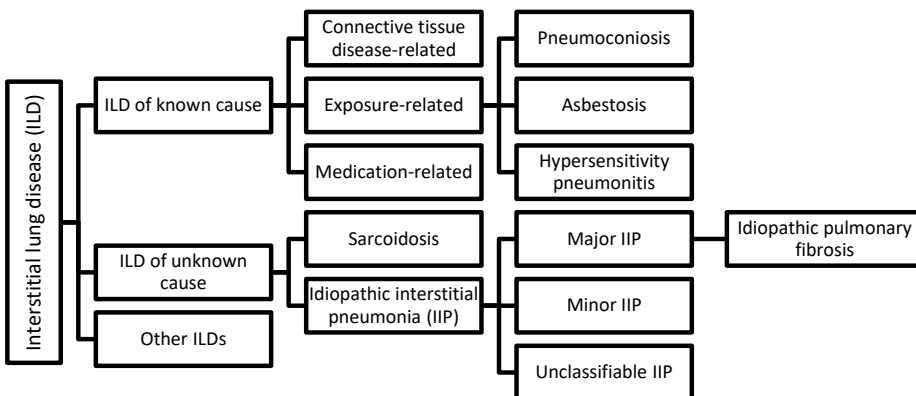 Interstitial lung disease (ILD)
ILD of known cause
Connective tissue
disease-related
Exposure-related
Medication-related
Pneumoconiosis
Asbestosis
Hypersensitivity
pneumonitis
ILD of unknown
cause
Sarcoidosis
Idiopathic interstitial
pneumonia (IIP)
Major IIP
Idiopathic pulmonary
fibrosis
Minor IIP
Unclassifiable IIP
Other ILDs